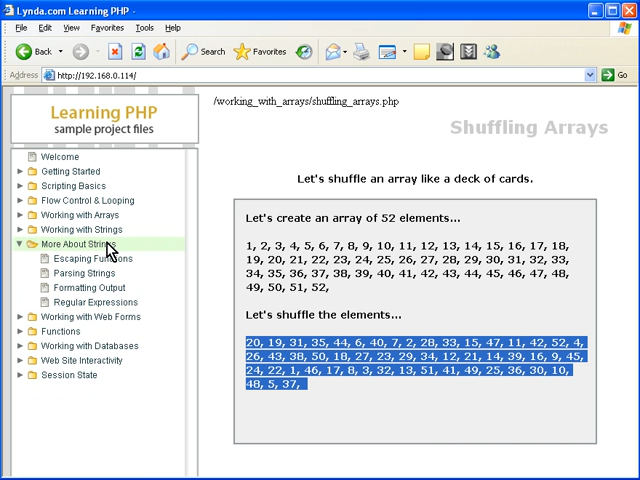 Lynda.com Learning PHP -
File Edit View Favorites Tools Help
Back Search Favorites
Address http://192.168.0.114/ Go
Learning PHP
sample project files
Welcome
Getting Started
Scripting Basics
Flow Control & Looping
Working with Arrays
Working with Strings
More About Strings
Escaping Functions
Parsing Strings
Formatting Output
Regular Expressions
Working with Web Forms
Functions
Working with Databases
Web Site Interactivity
Session State
/working_with_arrays/shuffling_arrays.php
Shuffling Arrays
Let's shuffle an array like a deck of cards.
Let's create an array of 52 elements...
1, 2, 3, 4, 5, 6, 7, 8, 9, 10, 11, 12, 13, 14, 15, 16, 17, 18,
19, 20, 21, 22, 23, 24, 25, 26, 27, 28, 29, 30, 31, 32, 33,
34, 35, 36, 37, 38, 39, 40, 41, 42, 43, 44, 45, 46, 47, 48,
49, 50, 51, 52,
Let's shuffle the elements...
20, 19, 31, 35, 44, 6, 40, 7, 2, 28, 33, 15, 47, 11, 42, 52, 4,
26, 43, 38, 50, 18, 27, 23, 29, 34, 12, 21, 14, 39, 16, 9, 45,
24, 22, 1, 46, 17, 8, 3, 32, 13, 51, 41, 49, 25, 36, 30, 10,
48, 5, 37,